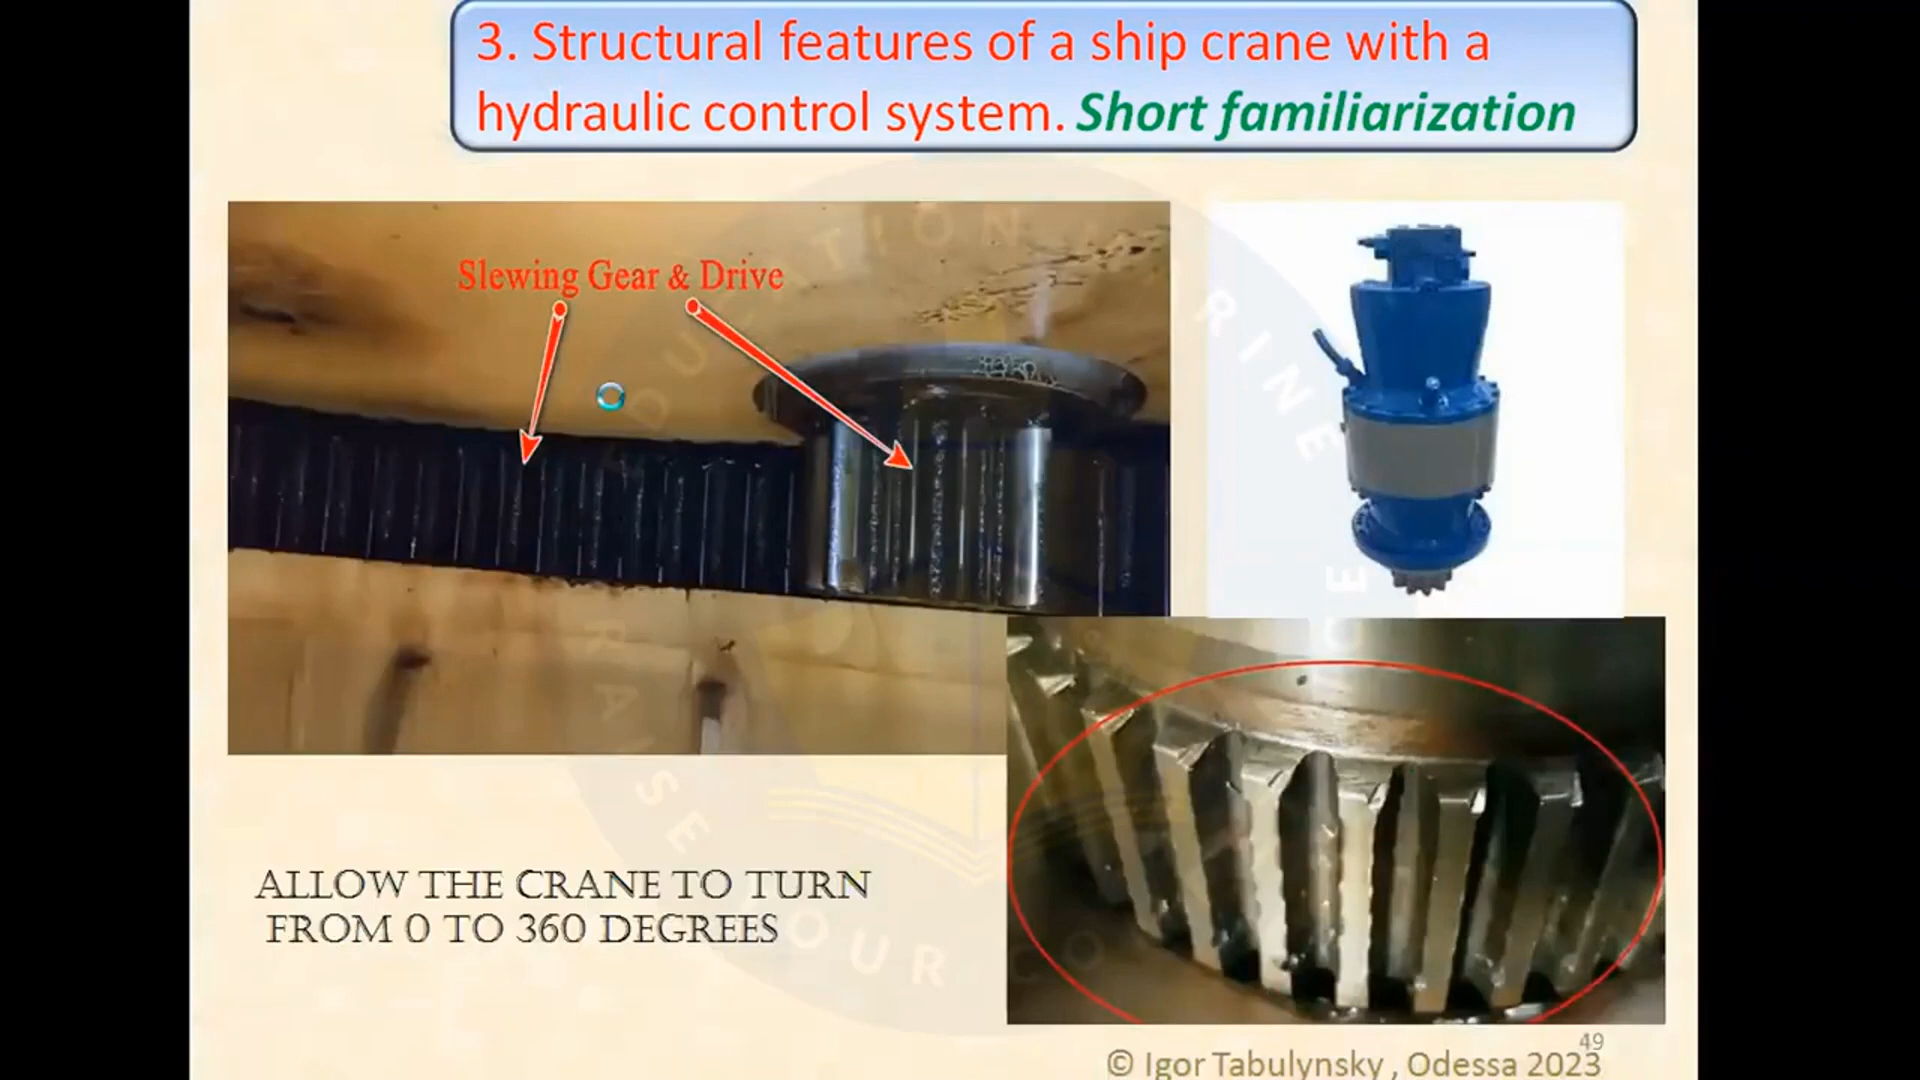 3. Structural features of a ship crane with a
hydraulic control system. Short familiarization
Slewing Gear & Drive
ALLOW THE CRANE TO TURN
FROM 0 TO 360 DEGREES
49
© Igor Tabulynsky , Odessa 2023